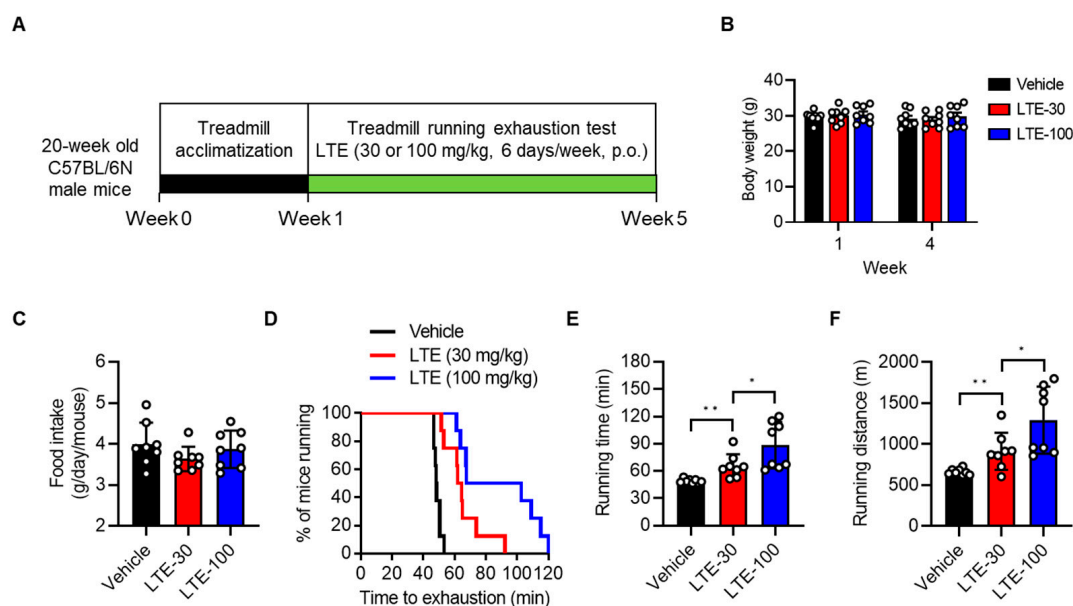 A
20-week old
C57BL/6N
male mice
Treadmill
acclimatization
Treadmill running exhaustion test
LTE (30 or 100 mg/kg, 6 days/week, p.o.)
Week 0
Week 1
Week 5
B
Body weight (g)
40
30
20
10
0
1
4
Week
Vehicle
LTE-30
LTE-100
C
Food intake
(g/day/mouse)
6
5
4
3
2
Vehicle
LTE-30
LTE-100
D
Vehicle
LTE (30 mg/kg)
LTE (100 mg/kg)
% of mice running
100
80
60
40
20
0
0
20
40
60
80
100
120
Time to exhaustion (min)
E
Running time (min)
180
150
120
90
60
30
0
**
*
Vehicle
LTE-30
LTE-100
F
Running distance (m)
2000
1500
1000
500
0
**
*
Vehicle
LTE-30
LTE-100